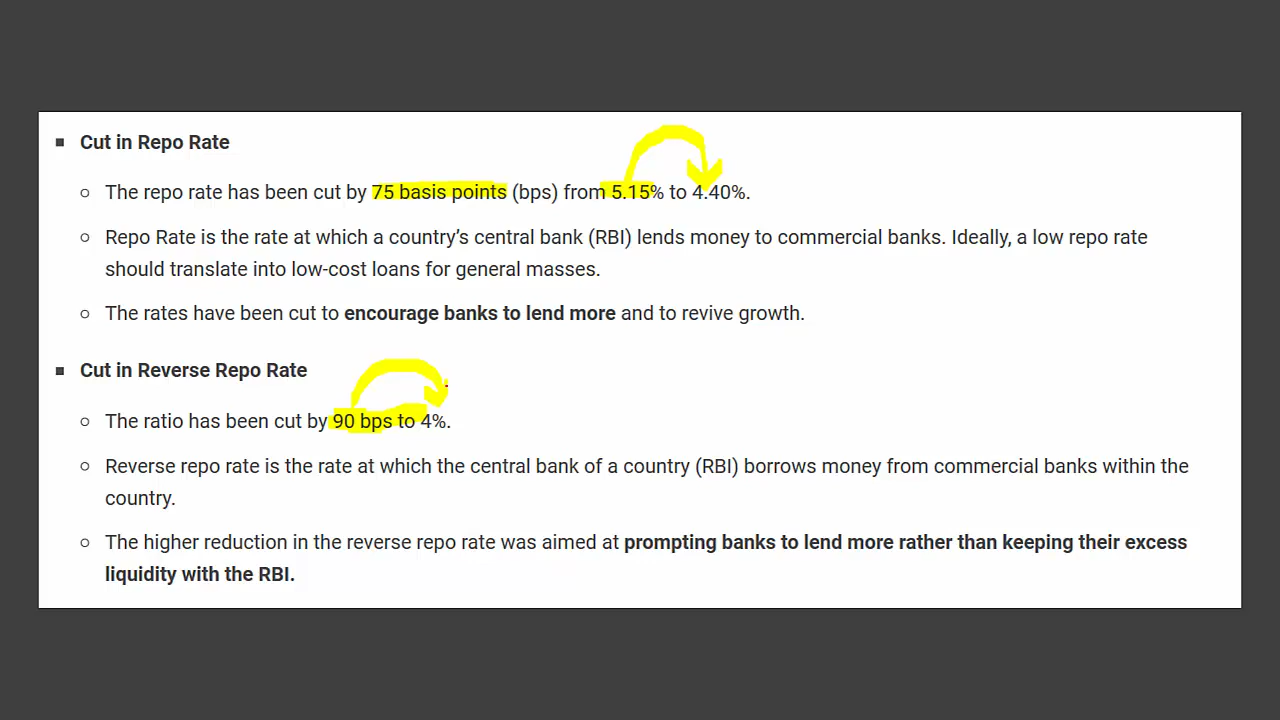 Cut in Repo Rate
The repo rate has been cut by 75 basis points (bps) from 5.15% to 4.40%.
Repo Rate is the rate at which a country's central bank (RBI) lends money to commercial banks. Ideally, a low repo rate
should translate into low-cost loans for general masses.
The rates have been cut to encourage banks to lend more and to revive growth.
Cut in Reverse Repo Rate
The ratio has been cut by 90 bps to 4%.
Reverse repo rate is the rate at which the central bank of a country (RBI) borrows money from commercial banks within the
country.
The higher reduction in the reverse repo rate was aimed at prompting banks to lend more rather than keeping their excess
liquidity with the RBI.